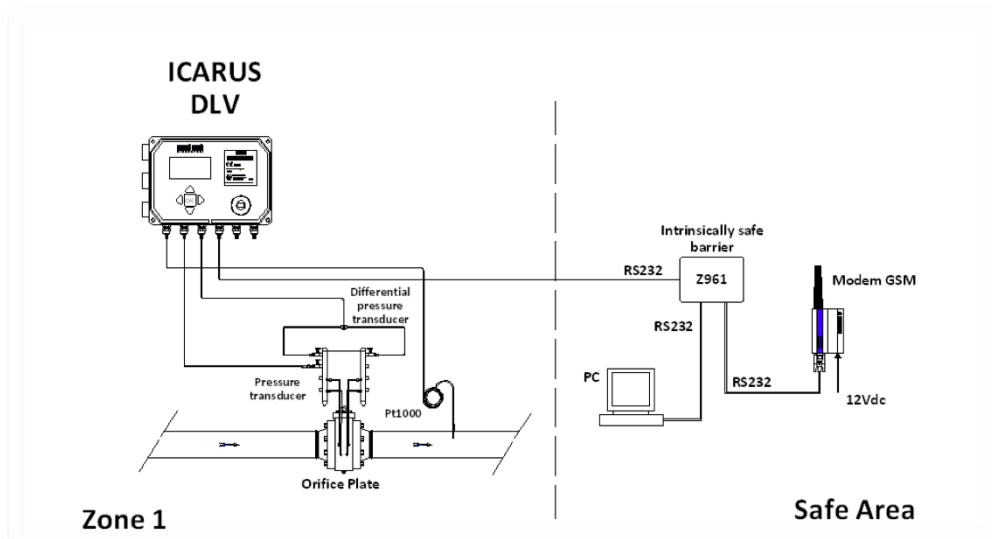 ICARUS
DLV
OK
Intrinsically safe
barrier
RS232
Z961
Modem GSM
Differential
pressure
transducer
RS232
PC
RS232
Pressure
transducer
12Vdc
Pt1000
Orifice Plate
Zone 1
Safe Area